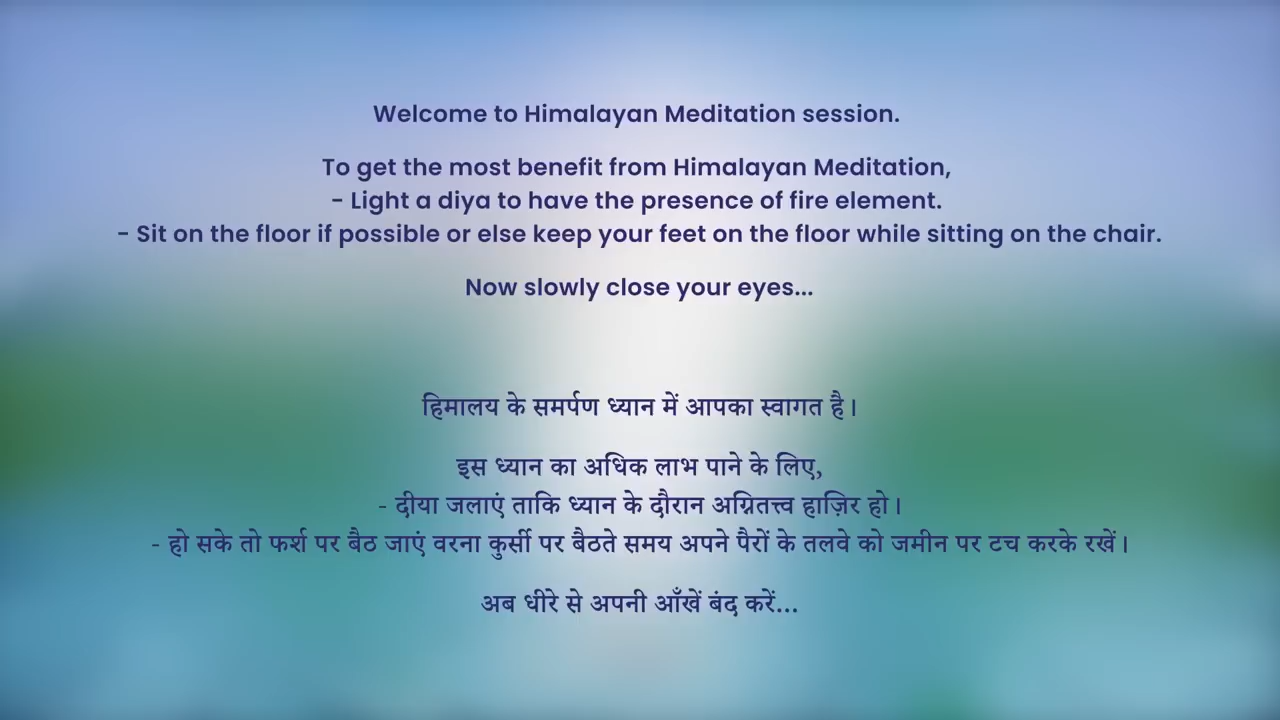 Welcome to Himalayan Meditation session.
To get the most benefit from Himalayan Meditation,
- Light a diya to have the presence of fire element.
- Sit on the floor if possible or else keep your feet on the floor while sitting on the chair.
Now slowly close your eyes...
हिमालय के समर्पण ध्यान में आपका स्वागत है।
इस ध्यान का अधिक लाभ पाने के लिए,
- दीया जलाएं ताकि ध्यान के दौरान अग्नितत्त्व हाज़िर हो।
- हो सके तो फर्श पर बैठ जाएं वरना कुर्सी पर बैठते समय अपने पैरों के तलवे को जमीन पर टच करके रखें।
अब धीरे से अपनी आँखें बंद करें...